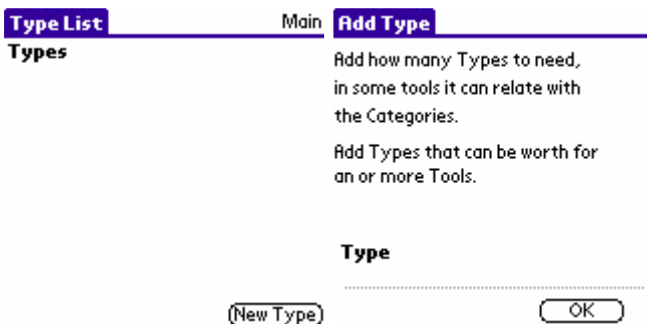 Type List
Main
Types
New Type
Add Type
Add how many Types to need,
in some tools it can relate with
the Categories.
Add Types that can be worth for
an or more Tools.
Type
OK